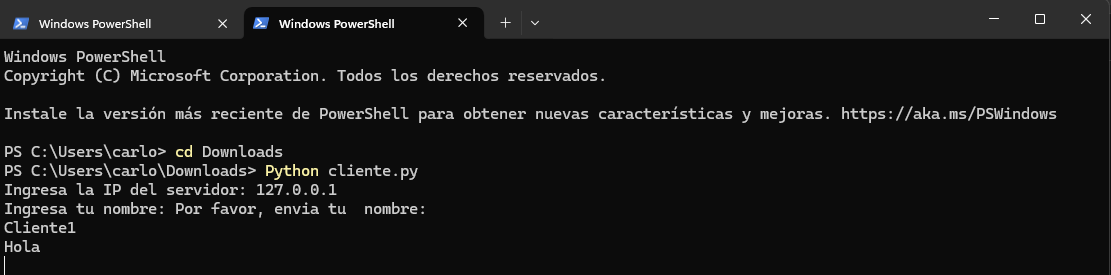 Windows PowerShell
Windows PowerShell
Windows PowerShell
Copyright (C) Microsoft Corporation. Todos los derechos reservados.
Instale la versión más reciente de PowerShell para obtener nuevas características y mejoras. https://aka.ms/PSWindows
PS C:\Users\carlo> cd Downloads
PS C:\Users\carlo\Downloads> Python cliente.py
Ingresa la IP del servidor: 127.0.0.1
Ingresa tu nombre: Por favor, envia tu  nombre:
Cliente1
Hola